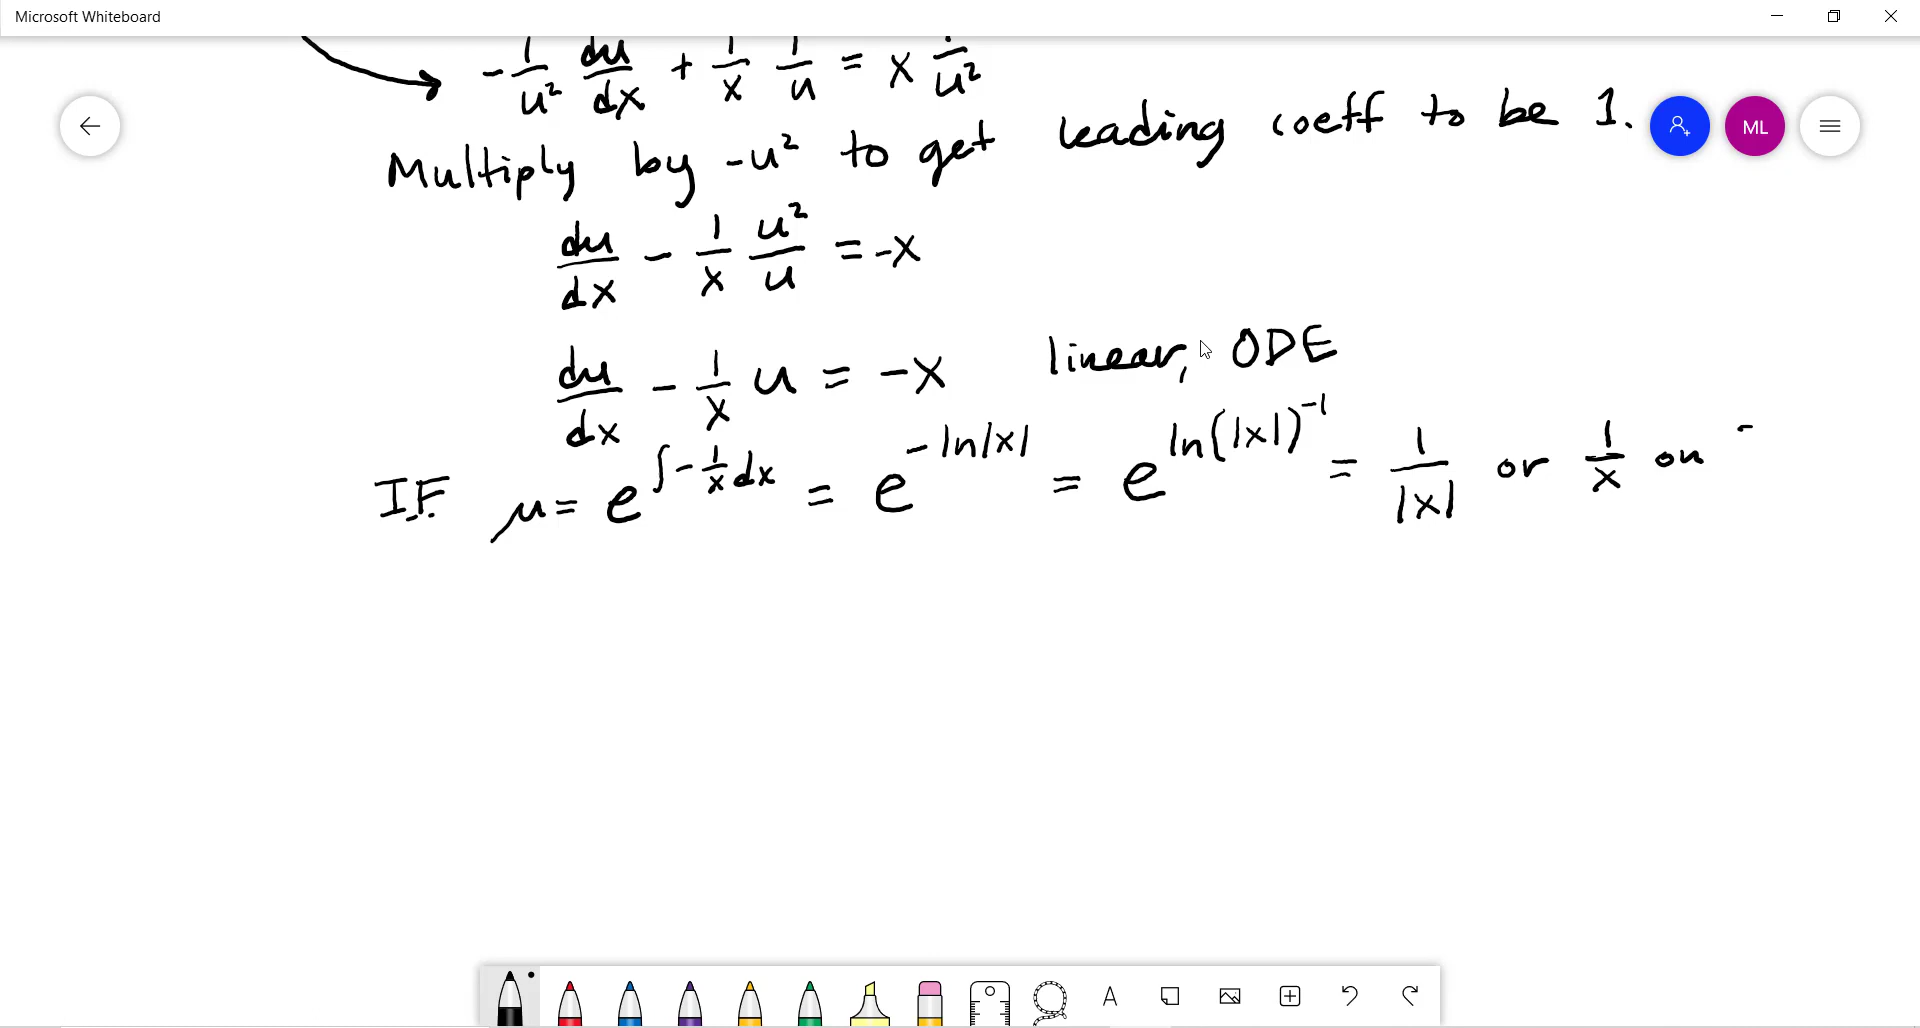 Microsoft Whiteboard
-1/u² du/dx + 1/x 1/u = x 1/u²
Multiply by -u² to get leading coeff to be 1.
ML
du/dx - 1/x u²/u = -x
du/dx - 1/x u = -x linear, ODE
I.F. μ = e^(∫ -1/x dx) = e^(-ln|x|) = e^(ln(|x|)^-1) = 1/|x| or 1/x on
A